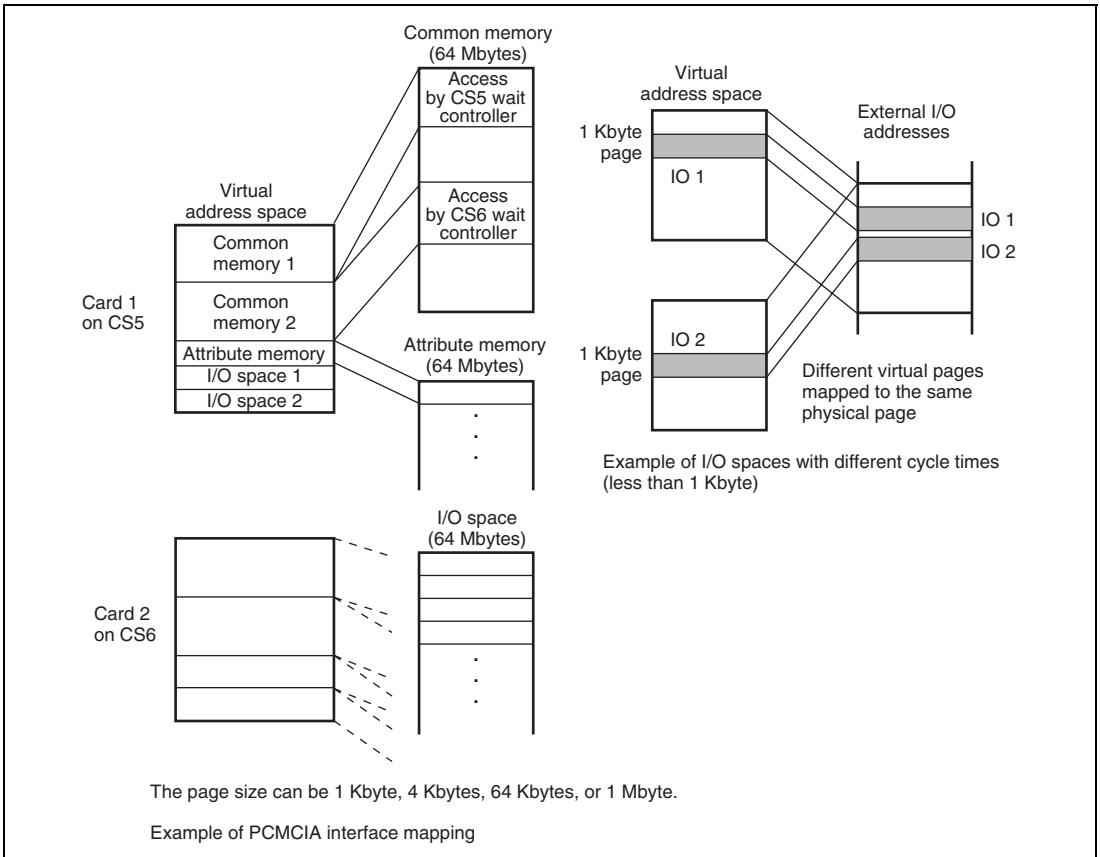 Common memory
(64 Mbytes)
Access
by CS5 wait
controller
Access
by CS6 wait
controller
Virtual
address space
Common
memory 1
Common
memory 2
Attribute memory
I/O space 1
I/O space 2
Card 1
on CS5
Attribute memory
(64 Mbytes)
.
.
.
I/O space
(64 Mbytes)
.
.
.
Card 2
on CS6
Virtual
address space
1 Kbyte
page
IO 1
External I/O
addresses
IO 1
IO 2
IO 2
1 Kbyte
page
Different virtual pages
mapped to the same
physical page
Example of I/O spaces with different cycle times
(less than 1 Kbyte)
The page size can be 1 Kbyte, 4 Kbytes, 64 Kbytes, or 1 Mbyte.
Example of PCMCIA interface mapping